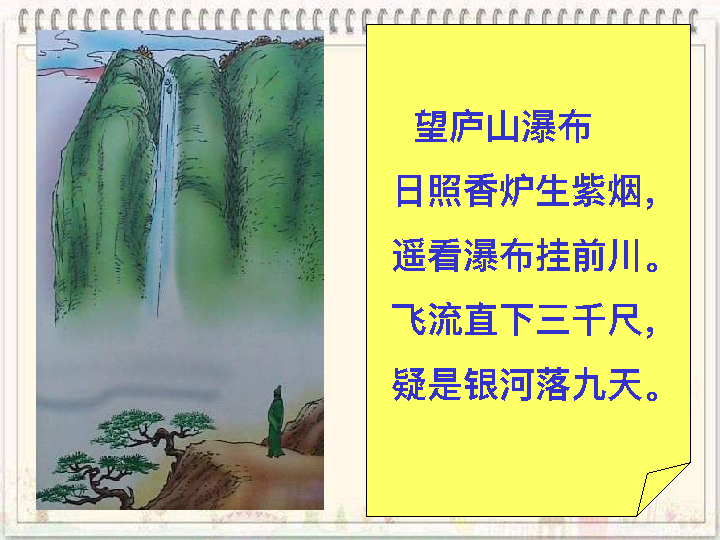 望庐山瀑布
日照香炉生紫烟，
遥看瀑布挂前川。
飞流直下三千尺，
疑是银河落九天。